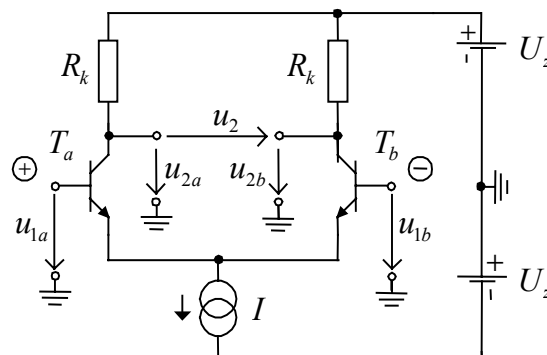 R_k R_k U_z
u_2
T_a T_b
+ u_2a u_2b −
u_1a u_1b
I U_z